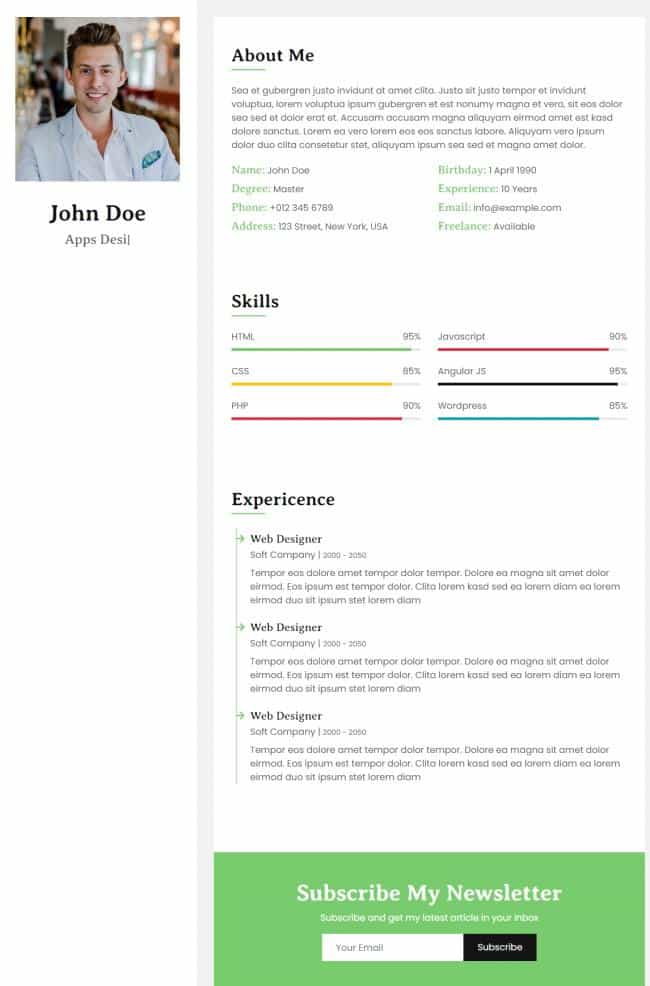 John Doe
Apps Desi|
About Me
Sea et gubergren justo invidunt at amet clita. Justo sit justo tempor et invidunt
voluptua, lorem voluptua ipsum gubergren et est nonumy magna et vero, sit eos dolor
sea sed et dolor erat et. Accusam accusam magna aliquyam eirmod amet est kasd
dolore sanctus. Lorem ea vero lorem eos eos sanctus labore. Aliquyam vero ipsum
dolor duo clita consetetur stet, aliquyam ipsum sea sed et magna amet dolor.
Name: John Doe
Birthday: 1 April 1990
Degree: Master
Experience: 10 Years
Phone: +012 345 6789
Email: info@example.com
Address: 123 Street, New York, USA
Freelance: Available
Skills
HTML 95%
Javascript 90%
CSS 85%
Angular JS 95%
PHP 90%
Wordpress 85%
Expericence
Web Designer
Soft Company | 2000 - 2050
Tempor eos dolore amet tempor dolor tempor. Dolore ea magna sit amet dolor
eirmod. Eos ipsum est tempor dolor. Clita lorem kasd sed ea lorem diam ea lorem
eirmod duo sit ipsum stet lorem diam
Web Designer
Soft Company | 2000 - 2050
Tempor eos dolore amet tempor dolor tempor. Dolore ea magna sit amet dolor
eirmod. Eos ipsum est tempor dolor. Clita lorem kasd sed ea lorem diam ea lorem
eirmod duo sit ipsum stet lorem diam
Web Designer
Soft Company | 2000 - 2050
Tempor eos dolore amet tempor dolor tempor. Dolore ea magna sit amet dolor
eirmod. Eos ipsum est tempor dolor. Clita lorem kasd sed ea lorem diam ea lorem
eirmod duo sit ipsum stet lorem diam
Subscribe My Newsletter
Subscribe and get my latest article in your inbox
Your Email
Subscribe